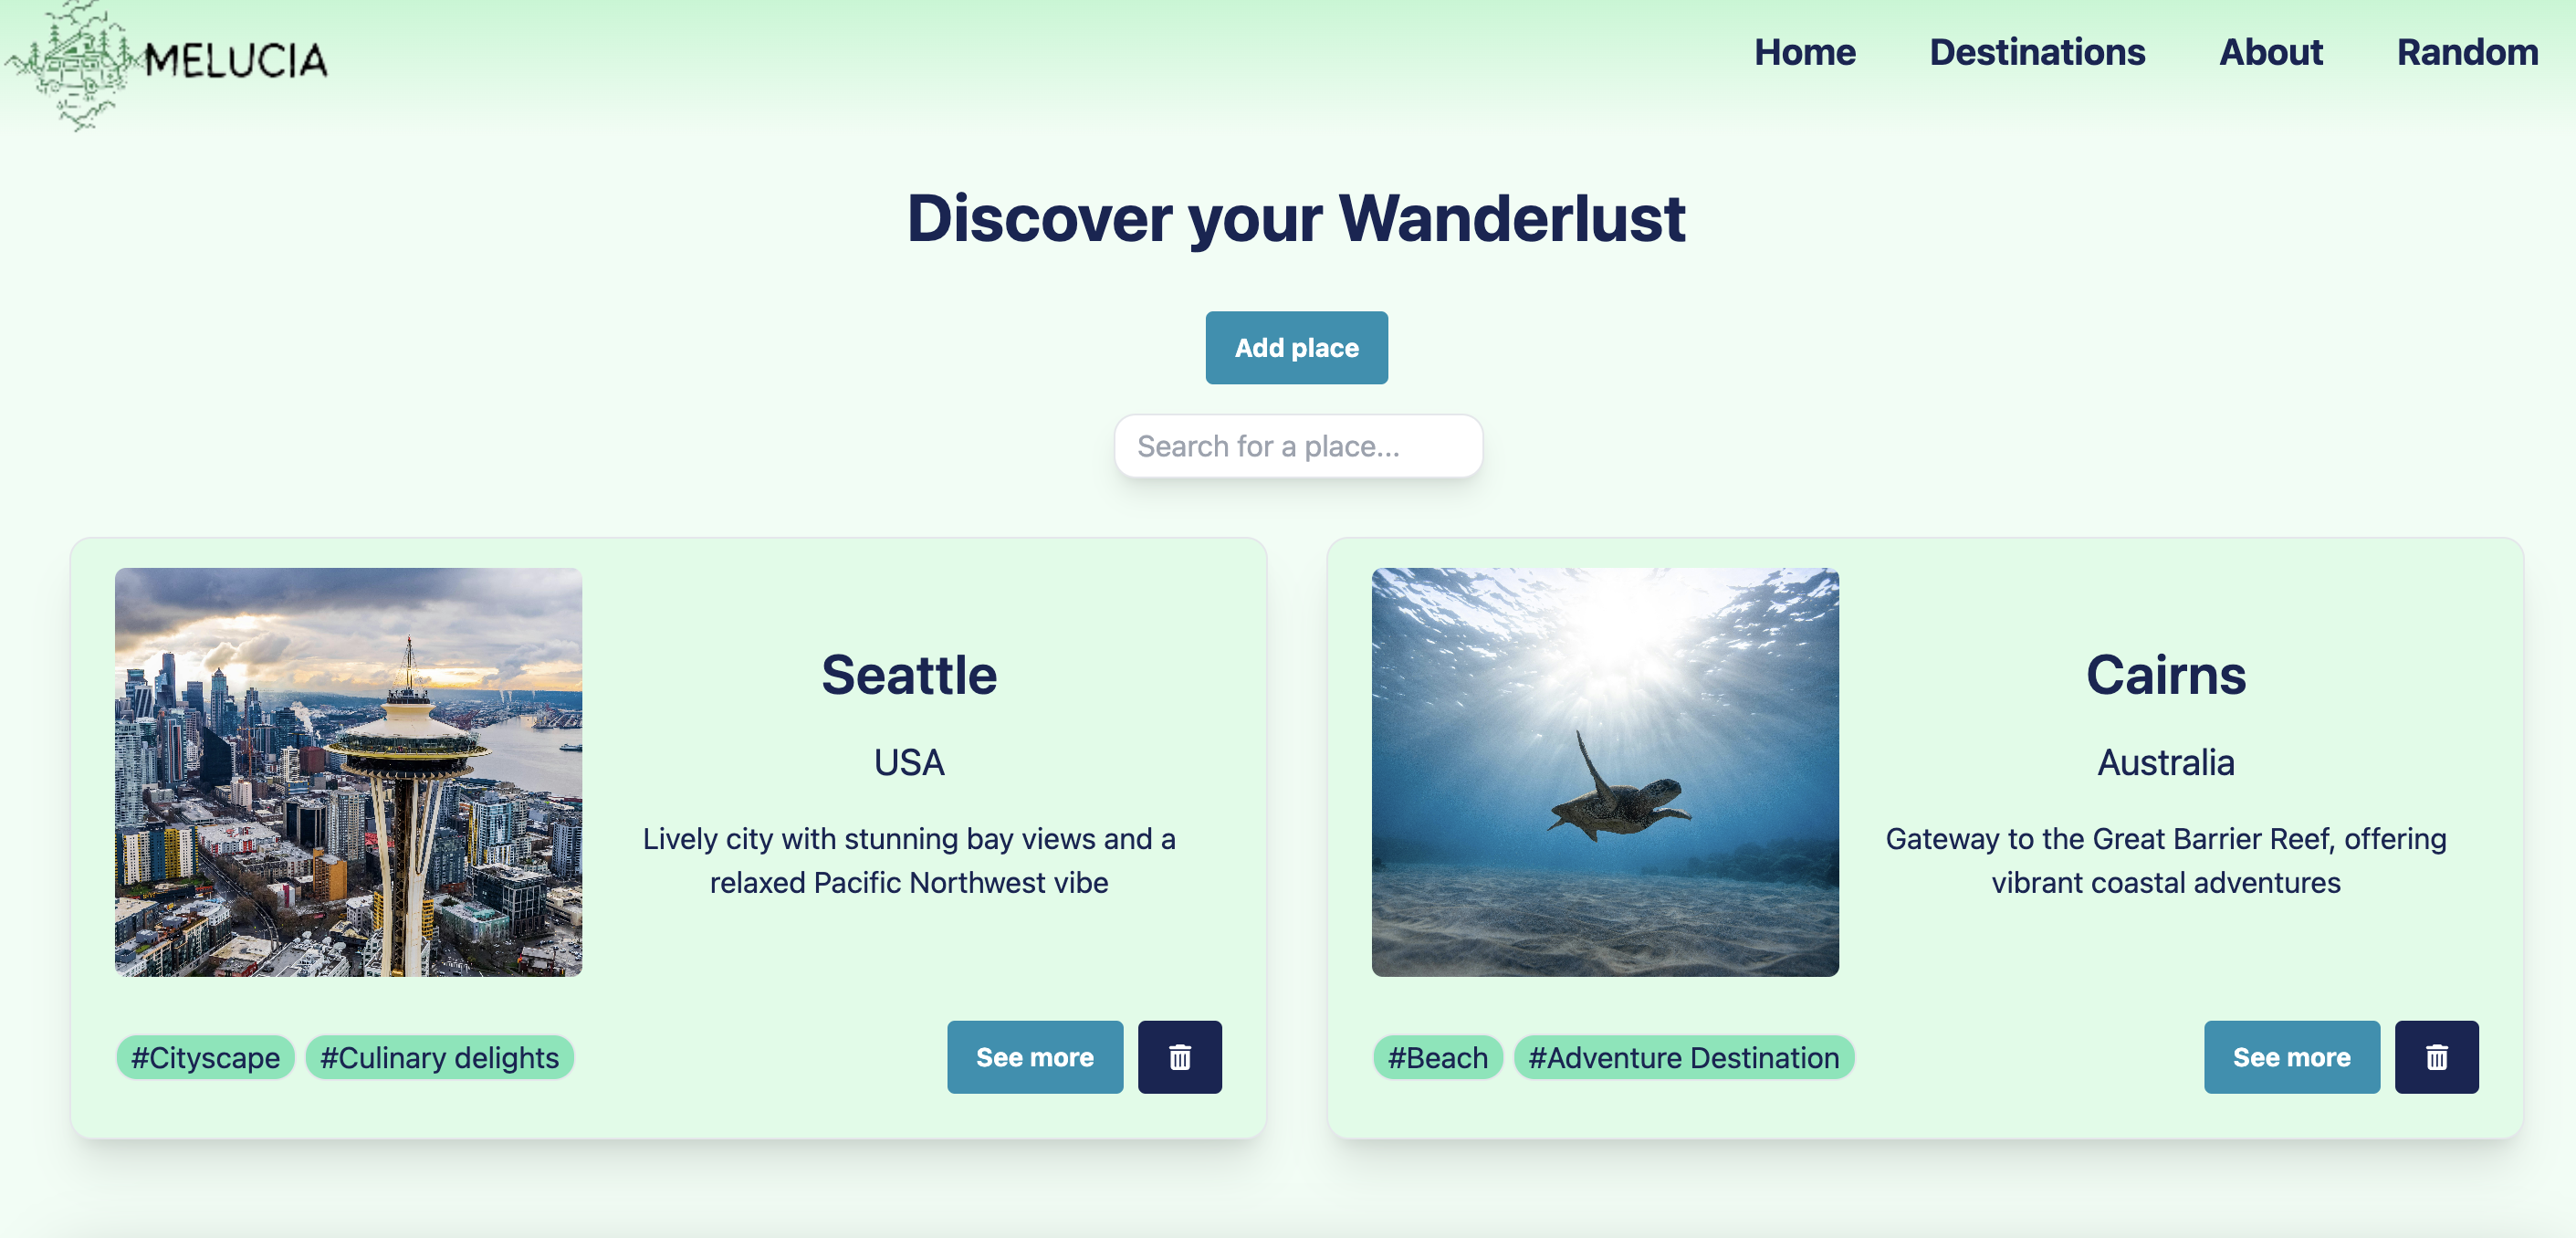 MELUCIA
Home Destinations About Random
Discover your Wanderlust
Add place
Search for a place...
Seattle
USA
Lively city with stunning bay views and a
relaxed Pacific Northwest vibe
#Cityscape #Culinary delights
See more
Cairns
Australia
Gateway to the Great Barrier Reef, offering
vibrant coastal adventures
#Beach #Adventure Destination
See more